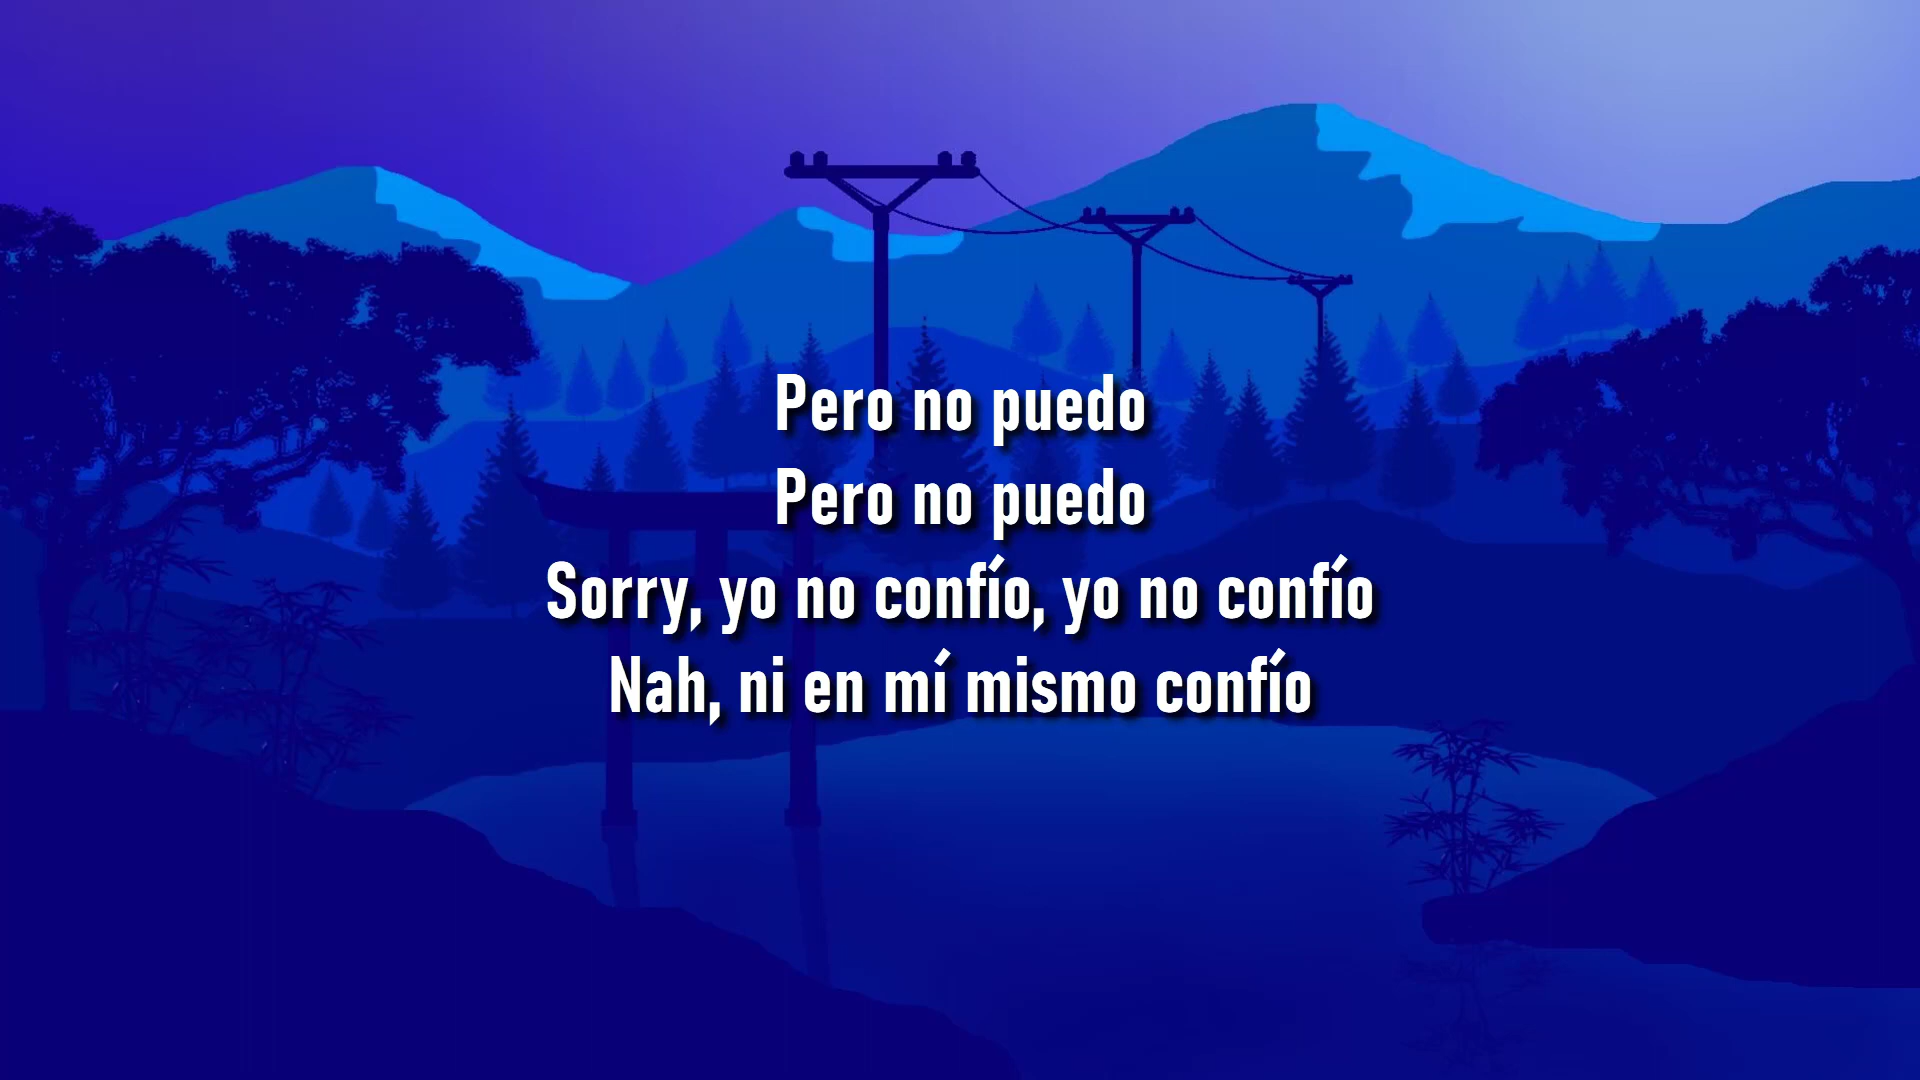 Pero no puedo
Pero no puedo
Sorry, yo no confío, yo no confío
Nah, ni en mí mismo confío